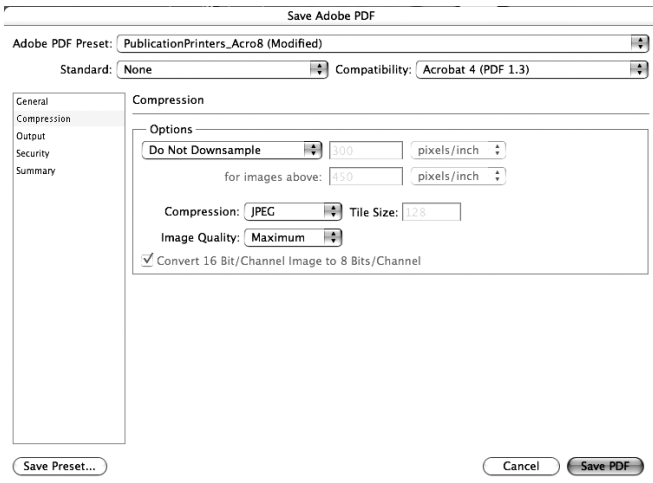 Save Adobe PDF
Adobe PDF Preset: PublicationPrinters_Acro8 (Modified)
Standard: None Compatibility: Acrobat 4 (PDF 1.3)
General
Compression
Output
Security
Summary
Compression
Options
Do Not Downsample 300 pixels/inch
for images above: 450 pixels/inch
Compression: JPEG Tile Size: 128
Image Quality: Maximum
Convert 16 Bit/Channel Image to 8 Bits/Channel
Save Preset... Cancel Save PDF